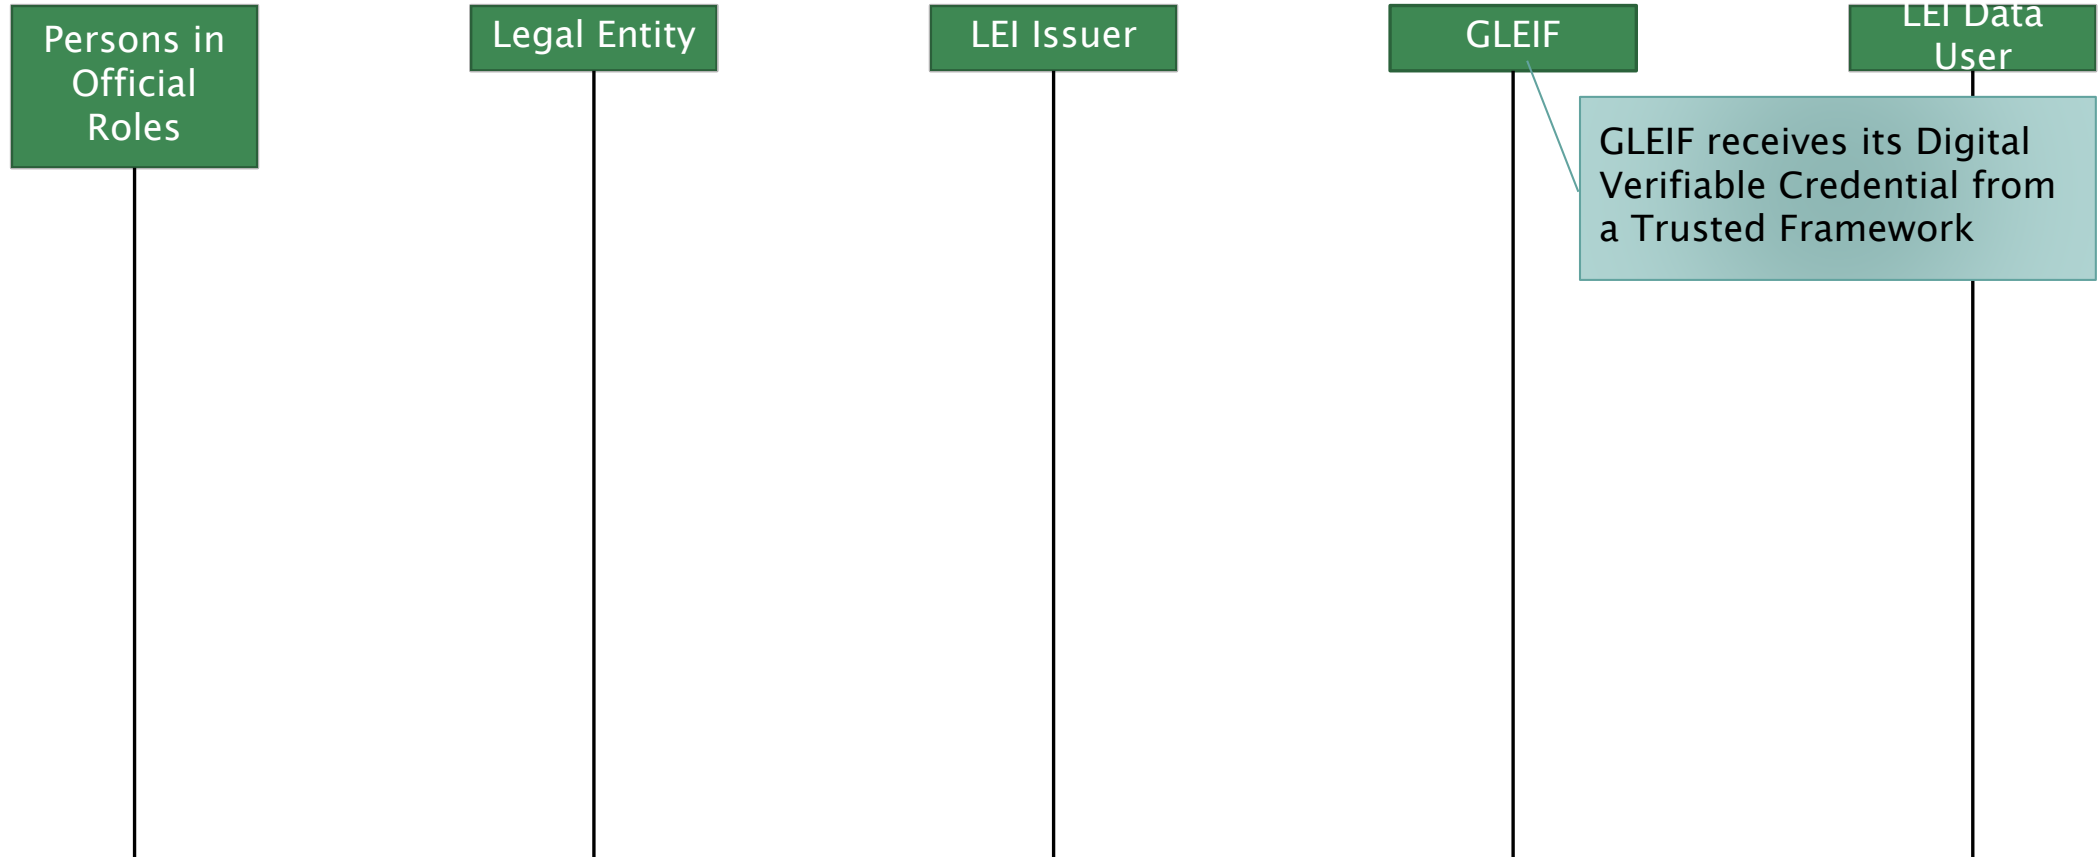 Persons in
Official
Roles
Legal Entity
LEI Issuer
GLEIF
LEI Data
User
GLEIF receives its Digital
Verifiable Credential from
a Trusted Framework